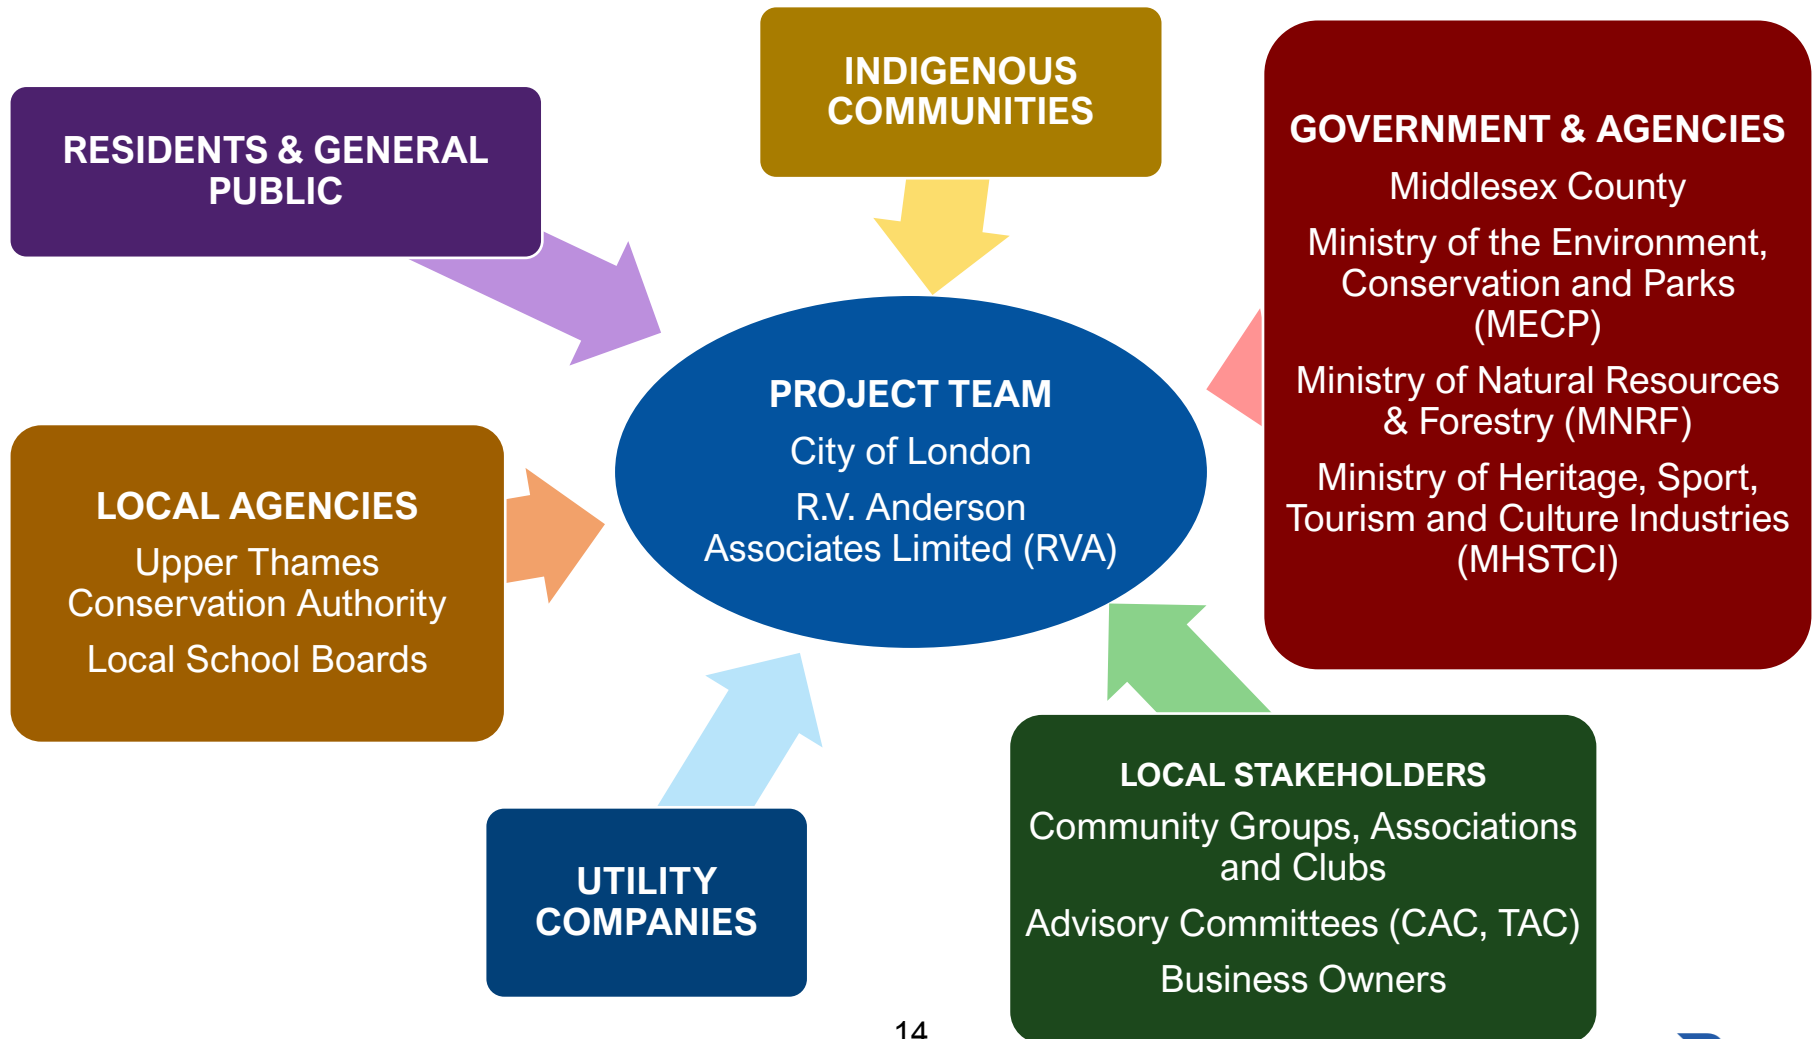 INDIGENOUS
COMMUNITIES
RESIDENTS & GENERAL
PUBLIC
GOVERNMENT & AGENCIES
Middlesex County
Ministry of the Environment,
Conservation and Parks
(MECP)
Ministry of Natural Resources
& Forestry (MNRF)
Ministry of Heritage, Sport,
Tourism and Culture Industries
(MHSTCI)
PROJECT TEAM
City of London
R.V. Anderson
Associates Limited (RVA)
LOCAL AGENCIES
Upper Thames
Conservation Authority
Local School Boards
UTILITY
COMPANIES
LOCAL STAKEHOLDERS
Community Groups, Associations
and Clubs
Advisory Committees (CAC, TAC)
Business Owners
14